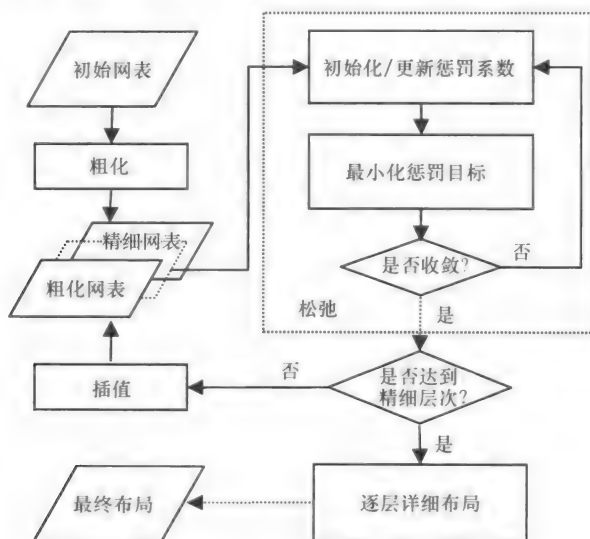 初始网表
粗化
精细网表
粗化网表
插值
最终布局
初始化/更新惩罚系数
最小化惩罚目标
是否收敛?
否
松弛
是
是否达到
精细层次?
否
是
逐层详细布局